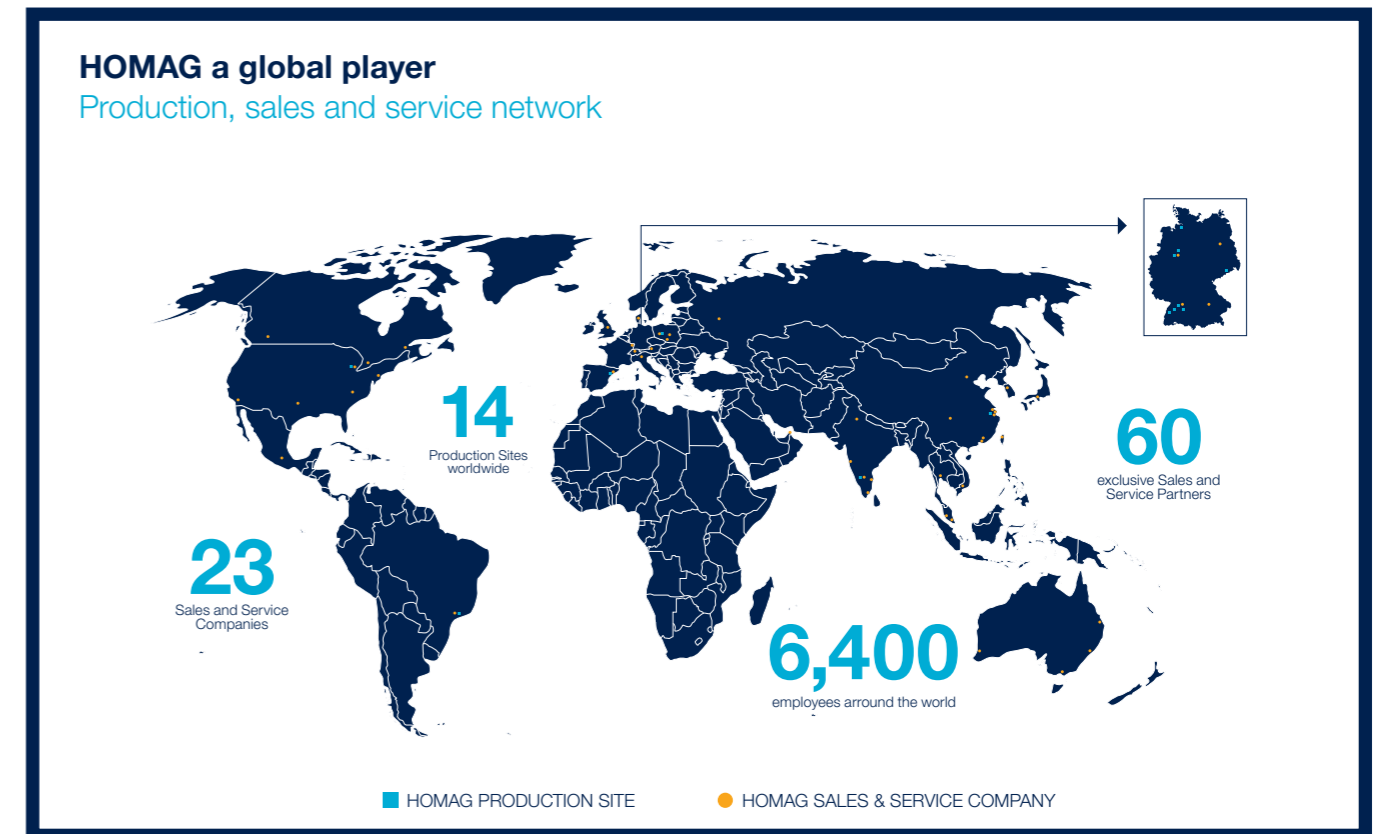 HOMAG a global player
Production, sales and service network
14
Production Sites
worldwide
60
exclusive Sales and
Service Partners
23
Sales and Service
Companies
6,400
employees arround the world
HOMAG PRODUCTION SITE
HOMAG SALES & SERVICE COMPANY